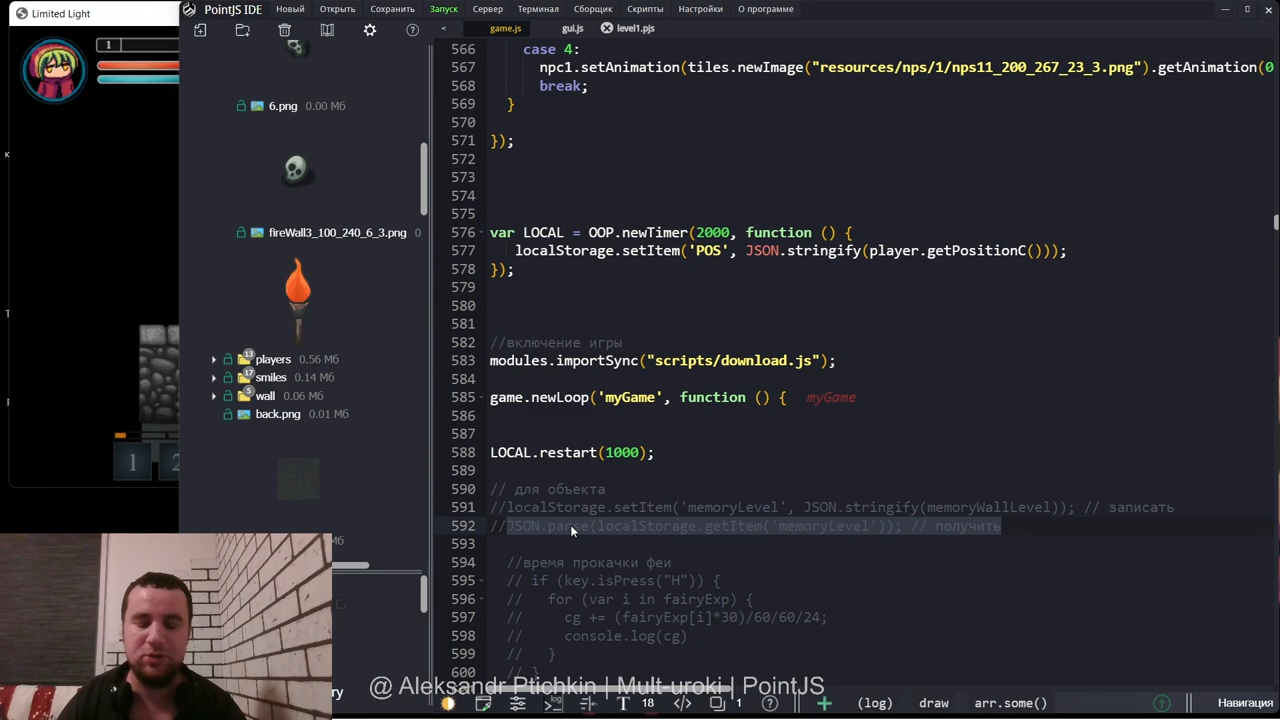 Limited Light
PointJS IDE
Новый
Открыть
Сохранить
Запуск
Сервер
Терминал
Сборщик
Скрипты
Настройки
О программе
1
game.js
gui.js
level1.pjs
6.png 0.00 Мб
fireWall3_100_240_6_3.png 0
13 players 0.56 Мб
17 smiles 0.14 Мб
5 wall 0.06 Мб
back.png 0.01 Мб
1
2
566 case 4:
567 npc1.setAnimation(tiles.newImage("resources/nps/1/nps11_200_267_23_3.png").getAnimation(0
568 break;
569 }
570
571 });
572
573
574
575
576 var LOCAL = OOP.newTimer(2000, function () {
577 localStorage.setItem('POS', JSON.stringify(player.getPositionC()));
578 });
579
580
581
582 //включение игры
583 modules.importSync("scripts/download.js");
584
585 game.newLoop('myGame', function () { myGame
586
587
588 LOCAL.restart(1000);
589
590 // для объекта
591 //localStorage.setItem('memoryLevel', JSON.stringify(memoryWallLevel)); // записать
592 //JSON.parse(localStorage.getItem('memoryLevel')); // получить
593
594 //время прокачки феи
595 // if (key.isPress("H")) {
596 // for (var i in fairyExp) {
597 // cg += (fairyExp[i]*30)/60/60/24;
598 // console.log(cg)
599 // }
600 // }
@ Aleksandr Ptichkin | Mult-uroki | PointJS
18
1
(log)
draw
arr.some()
Навигация